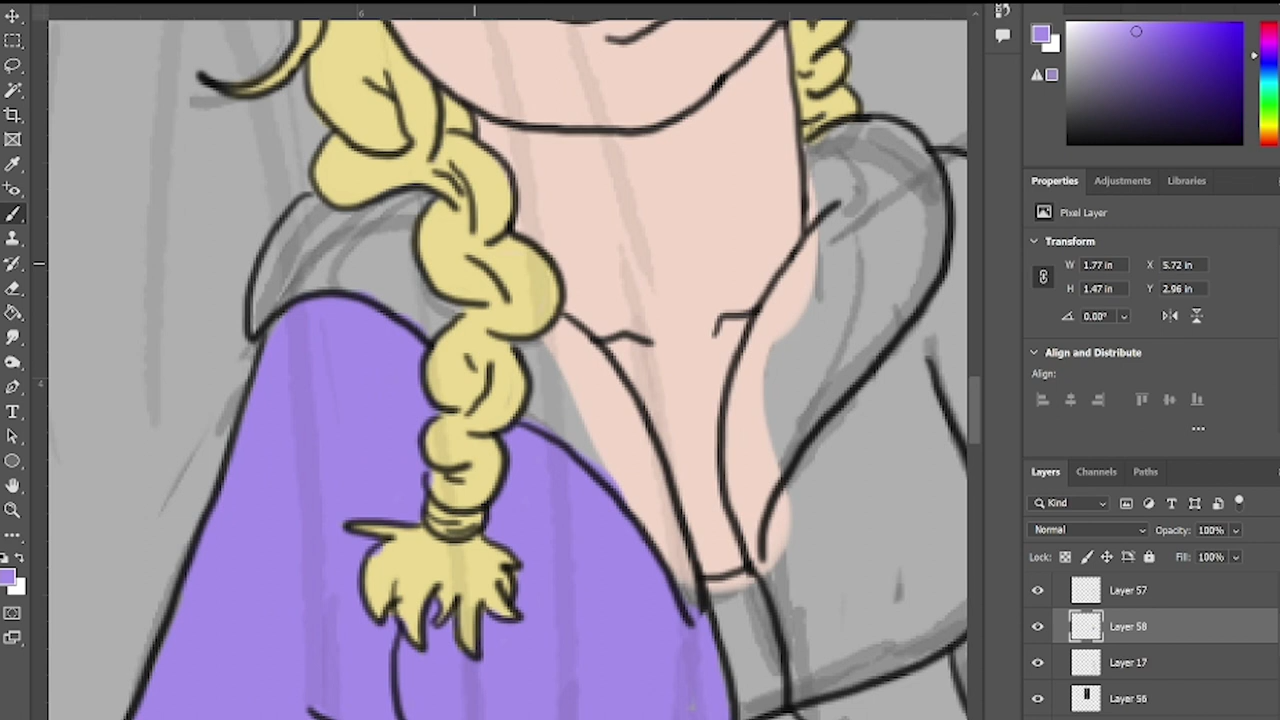 6
4
T
Properties Adjustments Libraries
Pixel Layer
Transform
W 1.77 in X 5.72 in
H 1.47 in Y 2.96 in
0.00°
Align and Distribute
Align:
Layers Channels Paths
Kind
Normal Opacity: 100%
Lock: Fill: 100%
Layer 57
Layer 58
Layer 17
Layer 56